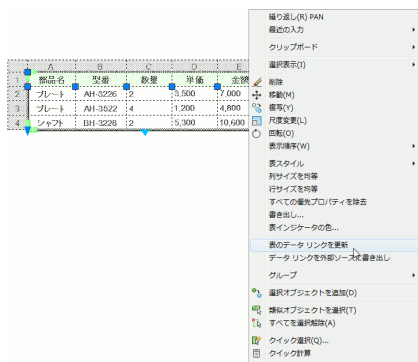 繰り返し(R) PAN
最近の入力
クリップボード
選択表示(I)
削除
移動(M)
複写(Y)
尺度変更(L)
回転(O)
表示順序(W)
表スタイル
列サイズを均等
行サイズを均等
すべての優先プロパティを除去
書き出し...
表インジケータの色...
表のデータ リンクを更新
データ リンクを外部ソースに書き出し
グループ
選択オブジェクトを追加(D)
類似オブジェクトを選択(T)
すべてを選択解除(A)
クイック選択(Q)...
クイック計算
A B C D E
1 部品名 型番 数量 単価 金額
2 プレート AH-3226 2 3,500 7,000
3 プレート AH-3522 4 1,200 4,800
4 シャフト BH-3228 2 5,300 10,600